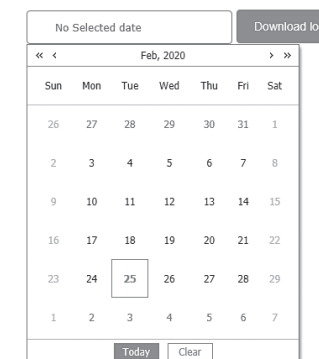 No Selected date Download lo
« ‹ Feb, 2020 › »
Sun Mon Tue Wed Thu Fri Sat
26 27 28 29 30 31 1
2 3 4 5 6 7 8
9 10 11 12 13 14 15
16 17 18 19 20 21 22
23 24 25 26 27 28 29
1 2 3 4 5 6 7
Today Clear